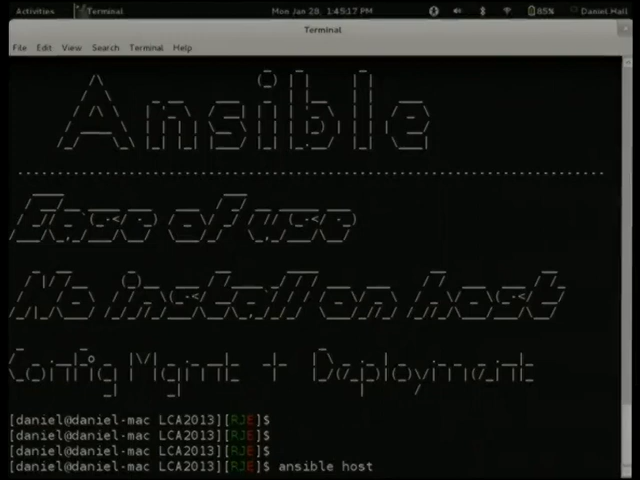 Activities Terminal Mon Jan 28, 1:45:17 PM 85% Daniel Hall
Terminal
File Edit View Search Terminal Help
Ansible
Ease of use
No install on host
Config Mgmt + Deployment
[daniel@daniel-mac LCA2013][RJE]$
[daniel@daniel-mac LCA2013][RJE]$
[daniel@daniel-mac LCA2013][RJE]$
[daniel@daniel-mac LCA2013][RJE]$ ansible host